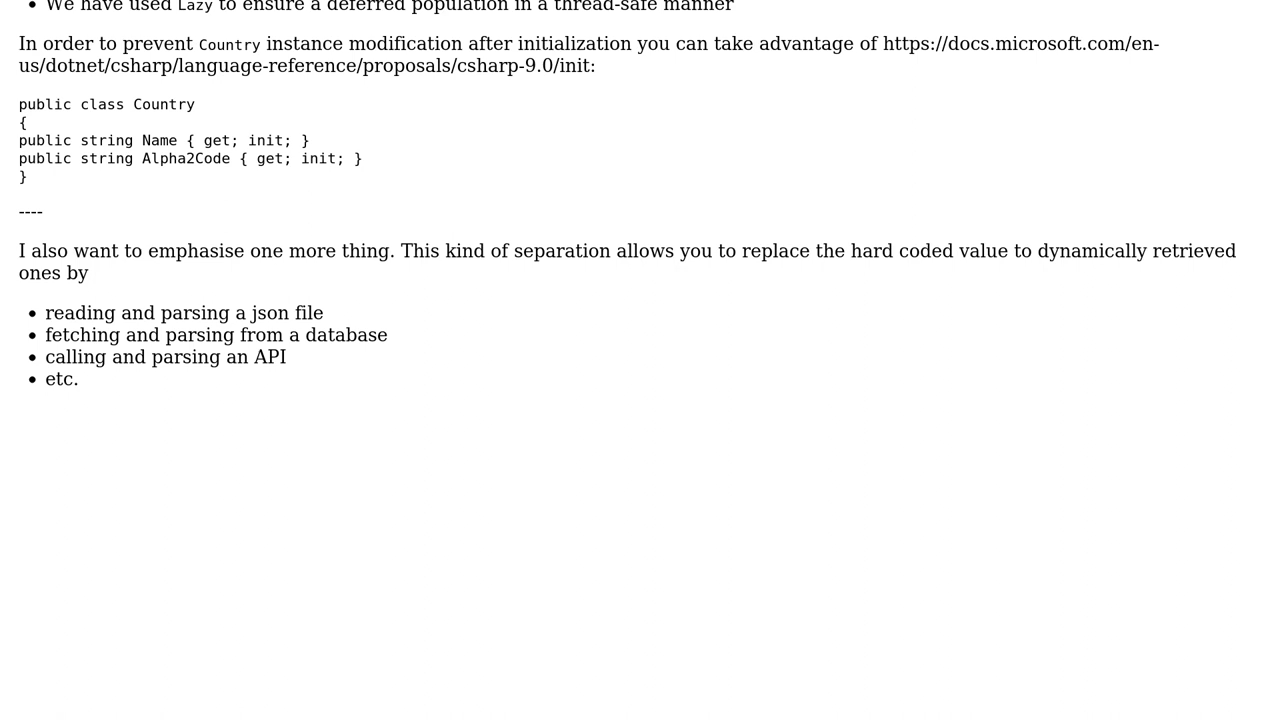 We have used Lazy to ensure a deferred population in a thread-safe manner
In order to prevent Country instance modification after initialization you can take advantage of https://docs.microsoft.com/en-
us/dotnet/csharp/language-reference/proposals/csharp-9.0/init:
public class Country
{
public string Name { get; init; }
public string Alpha2Code { get; init; }
}
----
I also want to emphasise one more thing. This kind of separation allows you to replace the hard coded value to dynamically retrieved
ones by
• reading and parsing a json file
• fetching and parsing from a database
• calling and parsing an API
• etc.